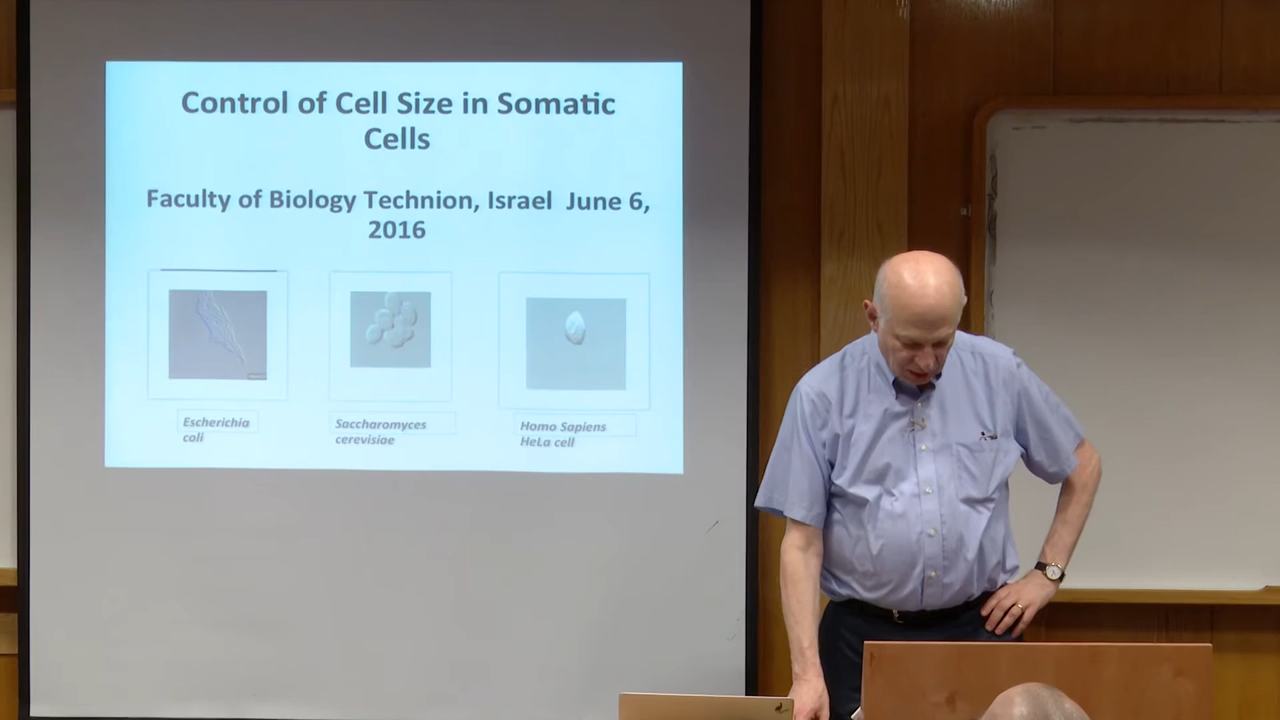 Control of Cell Size in Somatic
Cells
Faculty of Biology Technion, Israel  June 6,
2016
Escherichia
coli
Saccharomyces
cerevisiae
Homo Sapiens
HeLa cell